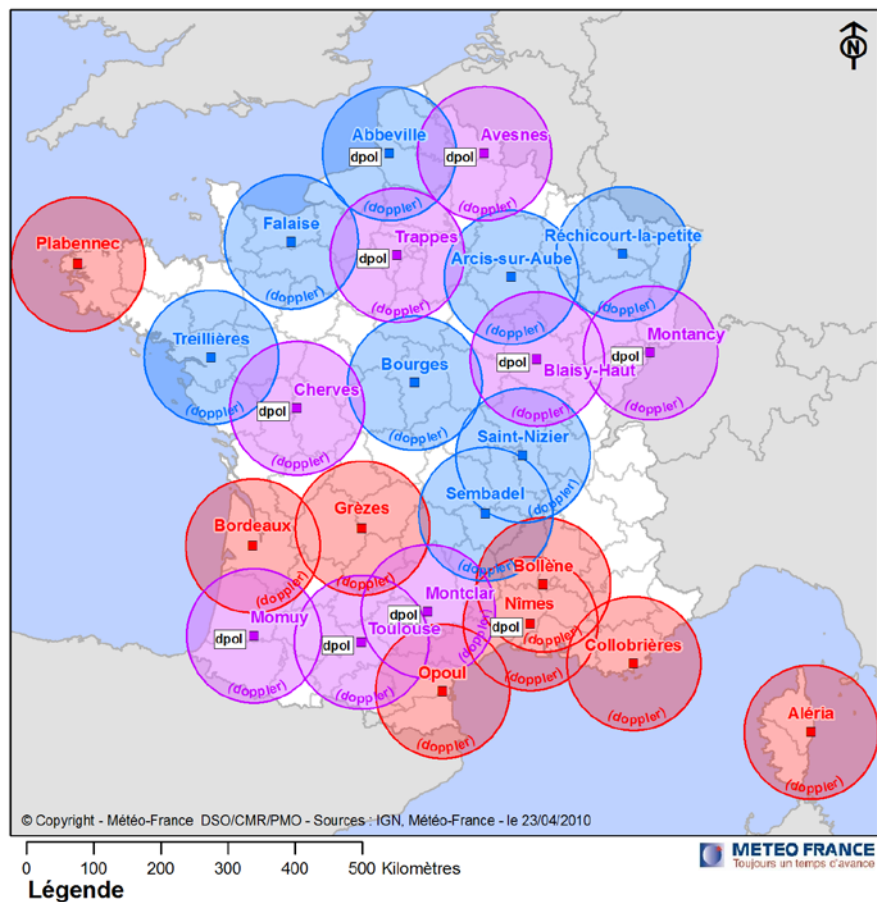 N
Abbeville
dpol
(doppler)
Avesnes
dpol
(doppler)
Falaise
(doppler)
Trappes
dpol
(doppler)
Réchicourt-la-petite
(doppler)
Arcis-sur-Aube
(doppler)
Plabennec
Treillières
(doppler)
Bourges
(doppler)
dpol
Blaisy-Haut
(doppler)
Montancy
dpol
(doppler)
Cherves
dpol
(doppler)
Saint-Nizier
(doppler)
Sembadel
(doppler)
Grèzes
(doppler)
Bordeaux
(doppler)
Bollène
(doppler)
Montclar
dpol
(doppler)
Nîmes
dpol
(doppler)
Momuy
dpol
(doppler)
Toulouse
dpol
(doppler)
Collobrières
(doppler)
Opoul
(doppler)
Aléria
(doppler)
© Copyright - Météo-France DSO/CMR/PMO - Sources : IGN, Météo-France - le 23/04/2010
0 100 200 300 400 500 Kilomètres
METEO FRANCE
Toujours un temps d'avance
Légende